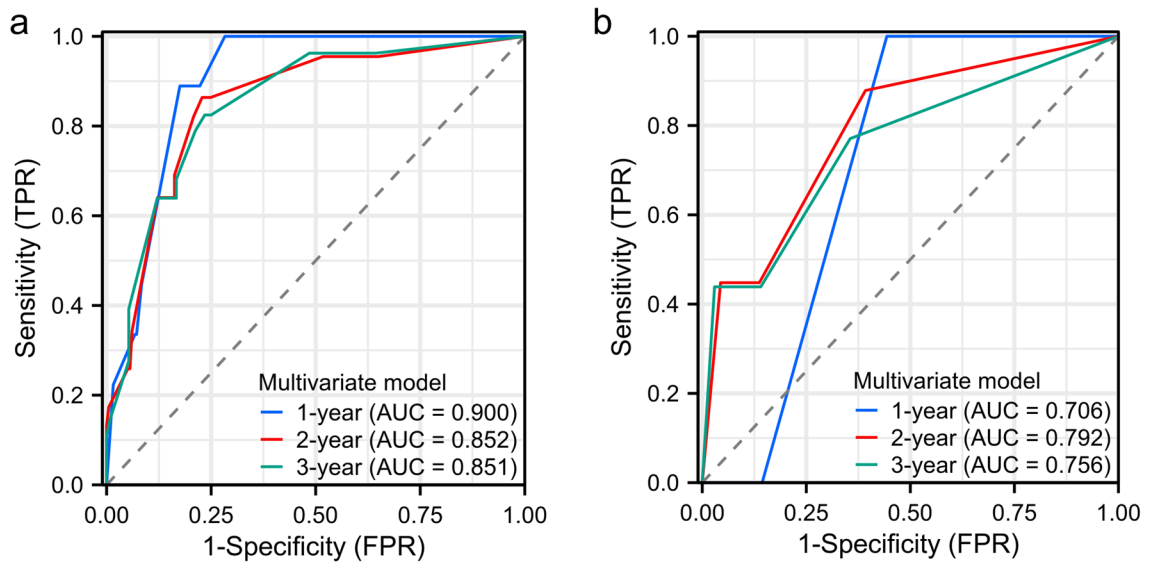 a
Sensitivity (TPR)
1.0
0.8
0.6
0.4
0.2
0.0
Multivariate model
1-year (AUC = 0.900)
2-year (AUC = 0.852)
3-year (AUC = 0.851)
0.00 0.25 0.50 0.75 1.00
1-Specificity (FPR)
b
Sensitivity (TPR)
1.0
0.8
0.6
0.4
0.2
0.0
Multivariate model
1-year (AUC = 0.706)
2-year (AUC = 0.792)
3-year (AUC = 0.756)
0.00 0.25 0.50 0.75 1.00
1-Specificity (FPR)